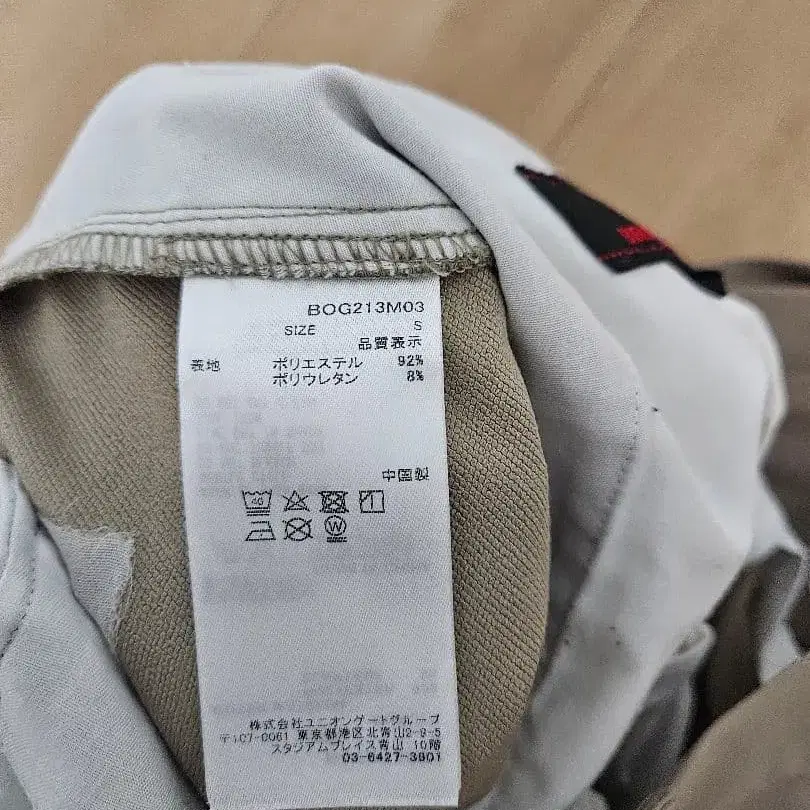 BOG213M03
SIZE S
品質表示
表地 ポリエステル 92%
ポリウレタン 8%
中国製
40
W
株式会社ユニオンゲートグループ
〒107-0061 東京都港区北青山2-9-5
スタジアムプレイス青山 10階
03-6427-3801